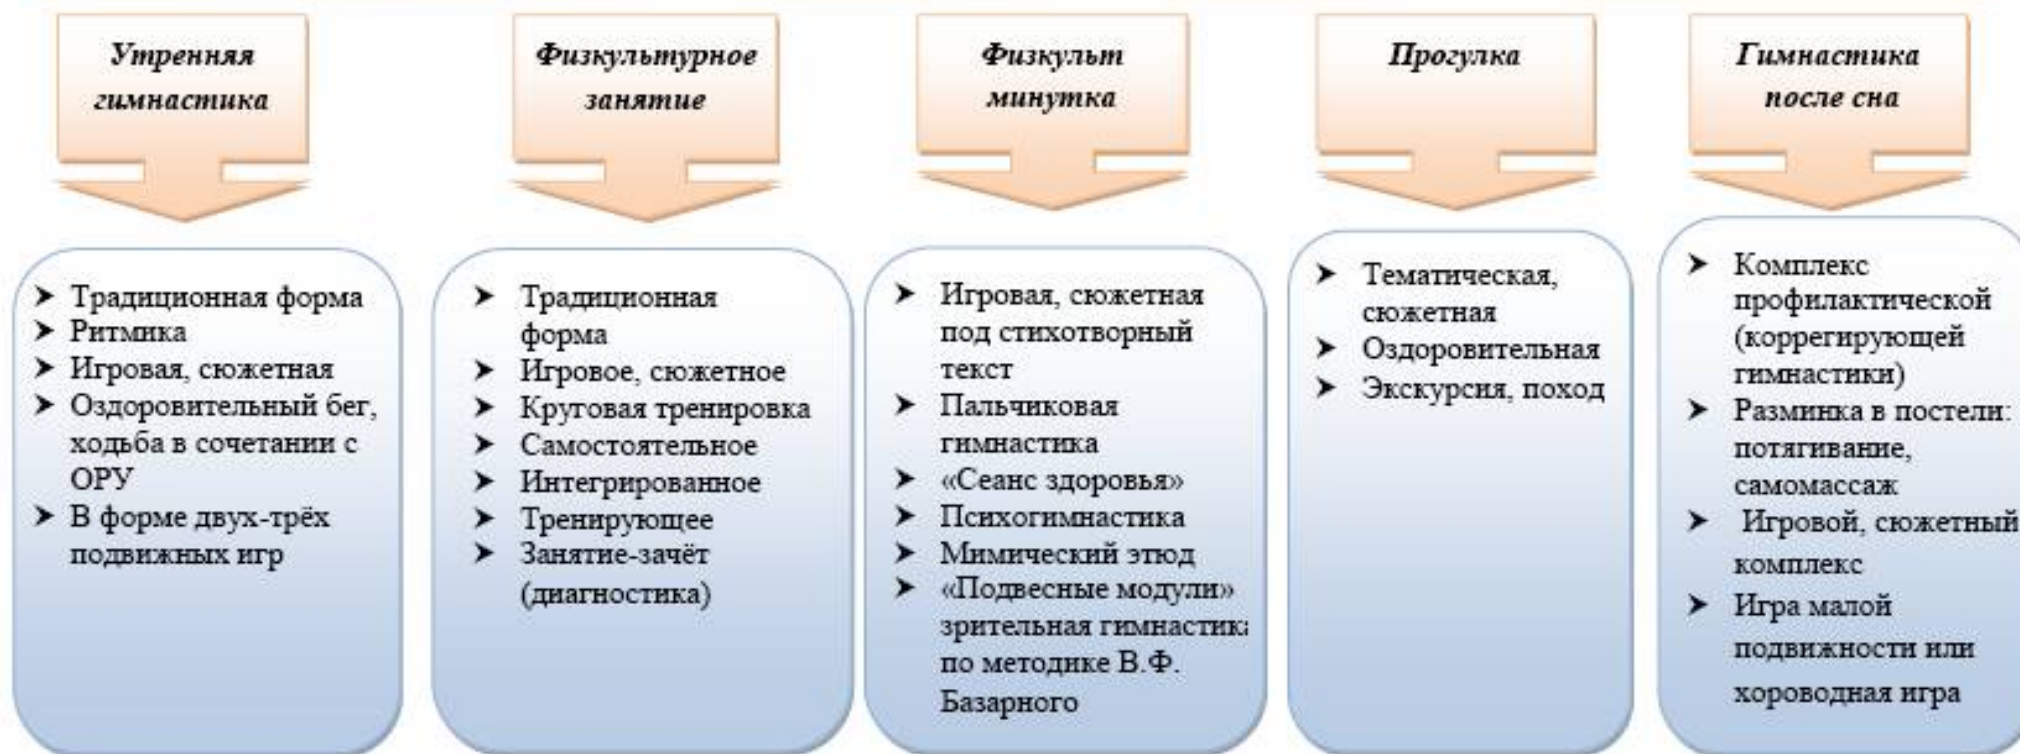 Утренняя
гимнастика
Физкультурное
занятие
Физкульт
минутка
Прогулка
Гимнастика
после сна
➤ Традиционная форма
➤ Ритмика
➤ Игровая, сюжетная
➤ Оздоровительный бег,
ходьба в сочетании с
ОРУ
➤ В форме двух-трёх
подвижных игр
➤ Традиционная
форма
➤ Игровое, сюжетное
➤ Круговая тренировка
➤ Самостоятельное
➤ Интегрированное
➤ Тренирующее
➤ Занятие-зачёт
(диагностика)
➤ Игровая, сюжетная
под стихотворный
текст
➤ Пальчиковая
гимнастика
➤ «Сеанс здоровья»
➤ Психогимнастика
➤ Мимический этюд
➤ «Подвесные модули»
зрительная гимнастика
по методике В.Ф.
Базарного
➤ Тематическая,
сюжетная
➤ Оздоровительная
➤ Экскурсия, поход
➤ Комплекс
профилактической
(коррегирующей
гимнастики)
➤ Разминка в постели:
потягивание,
самомассаж
➤ Игровой, сюжетный
комплекс
➤ Игра малой
подвижности или
хороводная игра